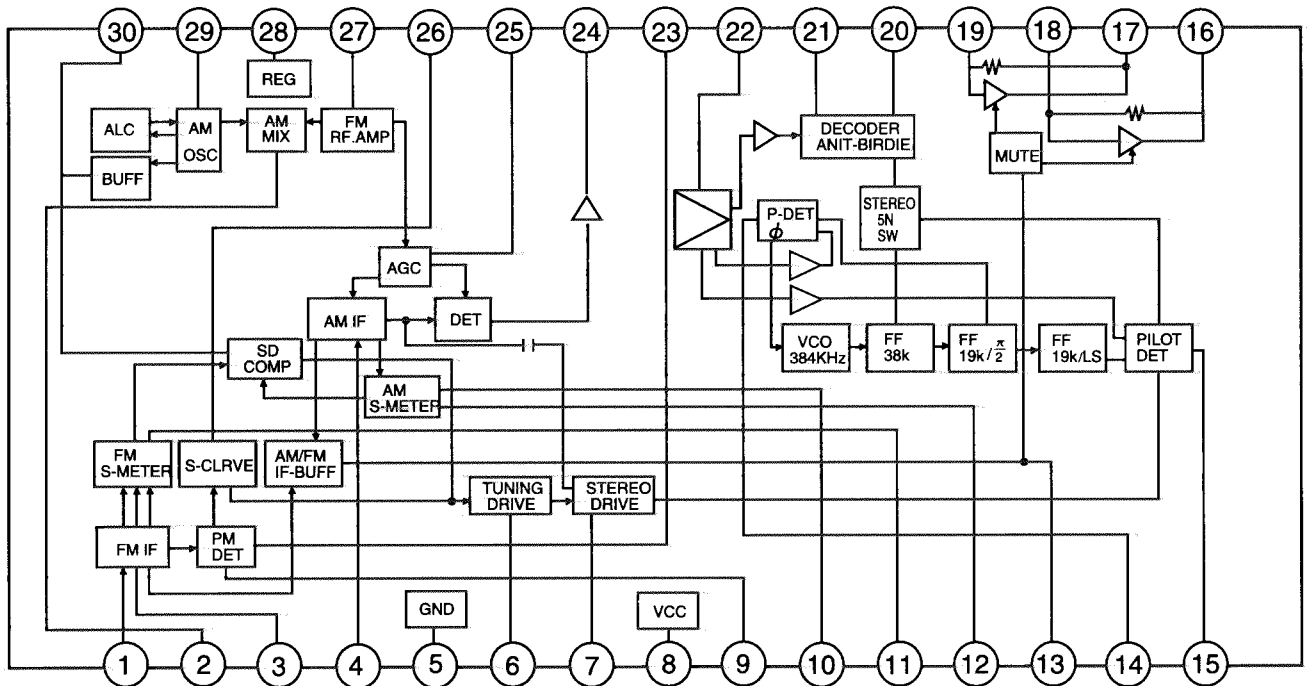 30 29 28 27 26 25 24 23 22 21 20 19 18 17 16
REG
ALC
AM
OSC
AM
MIX
FM
RF.AMP
BUFF
DECODER
ANIT-BIRDIE
MUTE
P-DET
ϕ
STEREO
5N
SW
AGC
AM IF
DET
SD
COMP
AM
S-METER
VCO
384KHz
FF
38k
FF
19k/π/2
FF
19k/LS
PILOT
DET
FM
S-METER
S-CLRVE
AM/FM
IF-BUFF
TUNING
DRIVE
STEREO
DRIVE
FM IF
PM
DET
GND
VCC
1 2 3 4 5 6 7 8 9 10 11 12 13 14 15